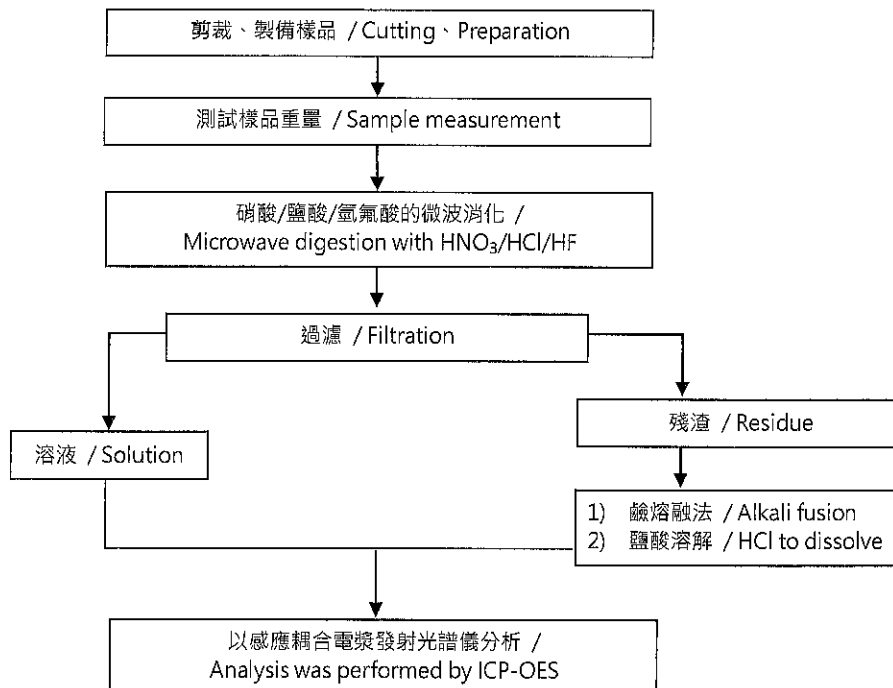 剪裁、製備樣品 / Cutting、Preparation
測試樣品重量 / Sample measurement
硝酸/鹽酸/氫氟酸的微波消化 /
Microwave digestion with HNO₃/HCl/HF
過濾 / Filtration
溶液 / Solution
殘渣 / Residue
1) 鹼熔融法 / Alkali fusion
2) 鹽酸溶解 / HCl to dissolve
以感應耦合電漿發射光譜儀分析 /
Analysis was performed by ICP-OES